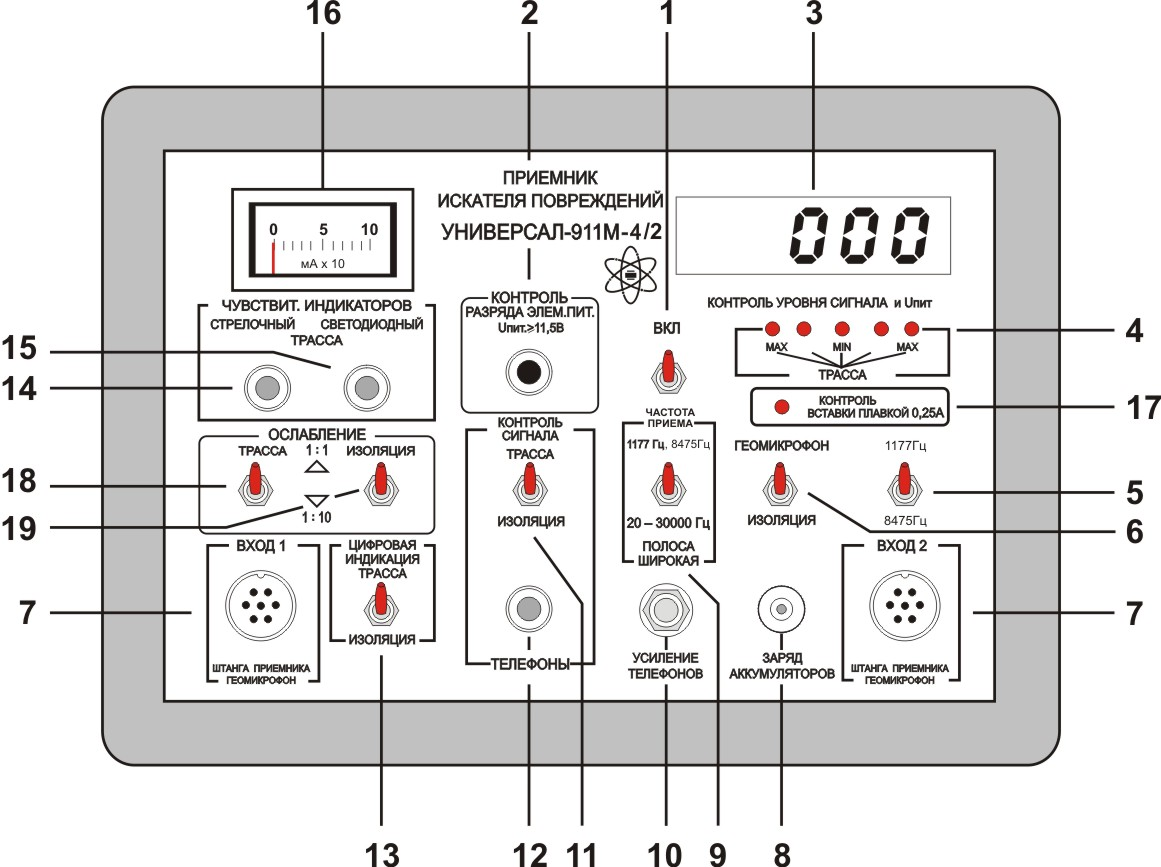 16
2
1
3
ПРИЕМНИК
ИСКАТЕЛЯ ПОВРЕЖДЕНИЙ
УНИВЕРСАЛ-911М-4/2
0 5 10
мА х 10
000
ЧУВСТВИТ. ИНДИКАТОРОВ
СТРЕЛОЧНЫЙ СВЕТОДИОДНЫЙ
ТРАССА
КОНТРОЛЬ
РАЗРЯДА ЭЛЕМ.ПИТ.
Uпит.≥11,5В
ВКЛ
КОНТРОЛЬ УРОВНЯ СИГНАЛА и Uпит
MAX MIN MAX
ТРАССА
4
15
14
КОНТРОЛЬ
ВСТАВКИ ПЛАВКОЙ 0,25А
17
ОСЛАБЛЕНИЕ
ТРАССА 1 : 1 ИЗОЛЯЦИЯ
1 : 10
18
19
КОНТРОЛЬ
СИГНАЛА
ТРАССА
ИЗОЛЯЦИЯ
ЧАСТОТА
ПРИЕМА
1177 Гц, 8475Гц
20 – 30000 Гц
ПОЛОСА
ШИРОКАЯ
ГЕОМИКРОФОН
ИЗОЛЯЦИЯ
1177Гц
8475Гц
5
6
ВХОД 1
ШТАНГА ПРИЕМНИКА
ГЕОМИКРОФОН
7
ЦИФРОВАЯ
ИНДИКАЦИЯ
ТРАССА
ИЗОЛЯЦИЯ
ТЕЛЕФОНЫ
УСИЛЕНИЕ
ТЕЛЕФОНОВ
ЗАРЯД
АККУМУЛЯТОРОВ
ВХОД 2
ШТАНГА ПРИЕМНИКА
ГЕОМИКРОФОН
7
13
12
11
10
9
8